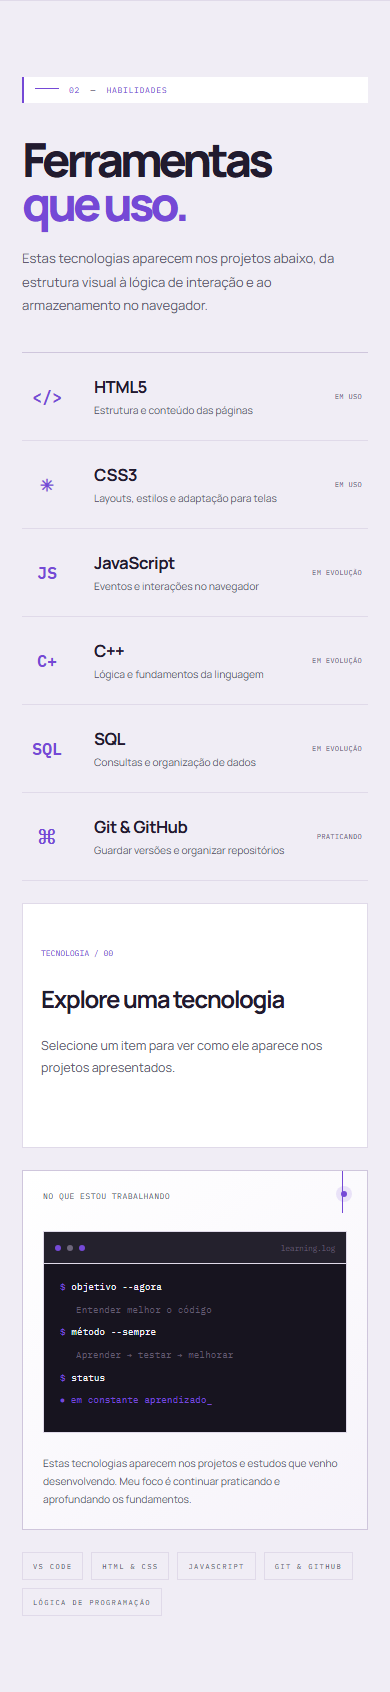 02 — HABILIDADES
Ferramentas
que uso.
Estas tecnologias aparecem nos projetos abaixo, da
estrutura visual à lógica de interação e ao
armazenamento no navegador.
</> HTML5 EM USO
Estrutura e conteúdo das páginas
✳ CSS3 EM USO
Layouts, estilos e adaptação para telas
JS JavaScript EM EVOLUÇÃO
Eventos e interações no navegador
C+ C++ EM EVOLUÇÃO
Lógica e fundamentos da linguagem
SQL SQL EM EVOLUÇÃO
Consultas e organização de dados
⌘ Git & GitHub PRATICANDO
Guardar versões e organizar repositórios
TECNOLOGIA / 00
Explore uma tecnologia
Selecione um item para ver como ele aparece nos
projetos apresentados.
NO QUE ESTOU TRABALHANDO
learning.log
$ objetivo --agora
Entender melhor o código
$ método --sempre
Aprender → testar → melhorar
$ status
● em constante aprendizado_
Estas tecnologias aparecem nos projetos e estudos que venho
desenvolvendo. Meu foco é continuar praticando e
aprofundando os fundamentos.
VS CODE HTML & CSS JAVASCRIPT GIT & GITHUB
LÓGICA DE PROGRAMAÇÃO